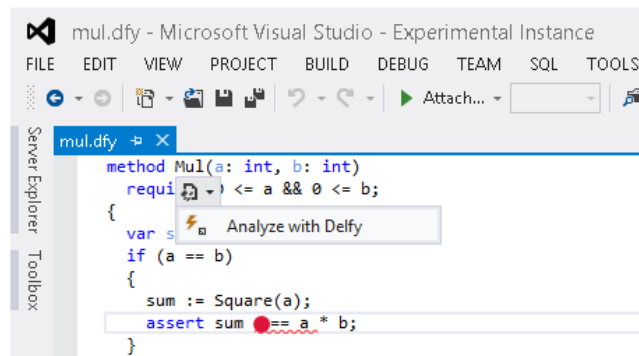 mul.dfy - Microsoft Visual Studio - Experimental Instance
FILE EDIT VIEW PROJECT BUILD DEBUG TEAM SQL TOOLS
Attach...
Server Explorer
Toolbox
mul.dfy
method Mul(a: int, b: int)
requi ) <= a && 0 <= b;
{
Analyze with Delfy
var s
if (a == b)
{
sum := Square(a);
assert sum == a * b;
}